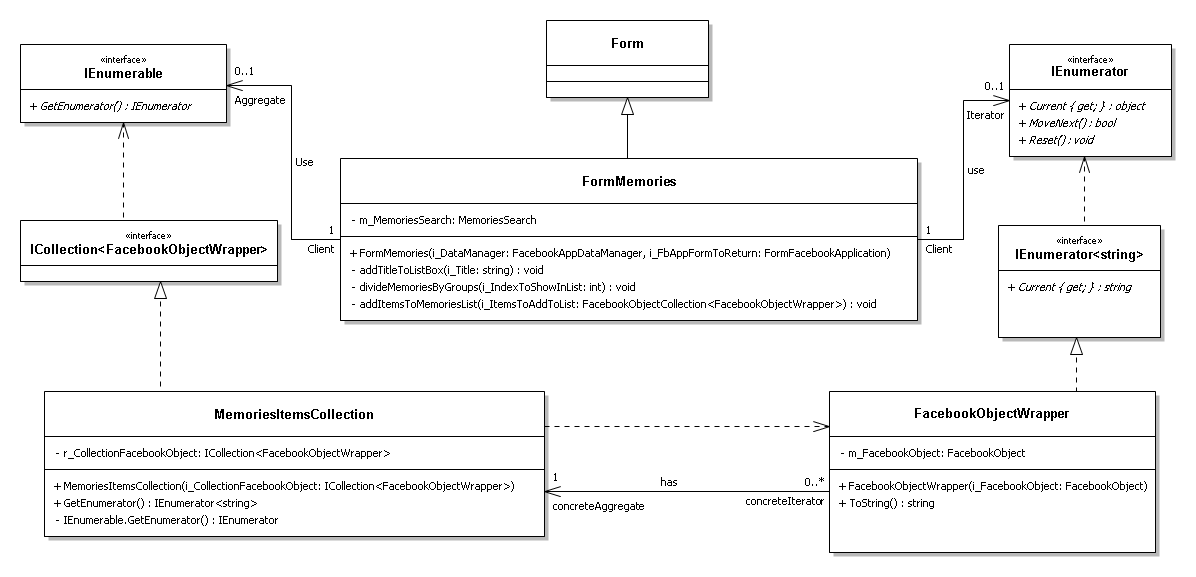 Form
«interface»
IEnumerable
+ GetEnumerator() : IEnumerator
0..1
Aggregate
Use
«interface»
IEnumerator
+ Current { get; } : object
+ MoveNext() : bool
+ Reset() : void
0..1
Iterator
use
FormMemories
- m_MemoriesSearch: MemoriesSearch
+ FormMemories(i_DataManager: FacebookAppDataManager, i_FbAppFormToReturn: FormFacebookApplication)
- addTitleToListBox(i_Title: string) : void
- divideMemoriesByGroups(i_IndexToShowInList: int) : void
- addItemsToMemoriesList(i_ItemsToAddToList: FacebookObjectCollection<FacebookObjectWrapper>) : void
1
Client
1
Client
«interface»
ICollection<FacebookObjectWrapper>
«interface»
IEnumerator<string>
+ Current { get; } : string
MemoriesItemsCollection
- r_CollectionFacebookObject: ICollection<FacebookObjectWrapper>
+ MemoriesItemsCollection(i_CollectionFacebookObject: ICollection<FacebookObjectWrapper>)
+ GetEnumerator() : IEnumerator<string>
- IEnumerable.GetEnumerator() : IEnumerator
1
has
0..*
concreteAggregate
concreteIterator
FacebookObjectWrapper
- m_FacebookObject: FacebookObject
+ FacebookObjectWrapper(i_FacebookObject: FacebookObject)
+ ToString() : string